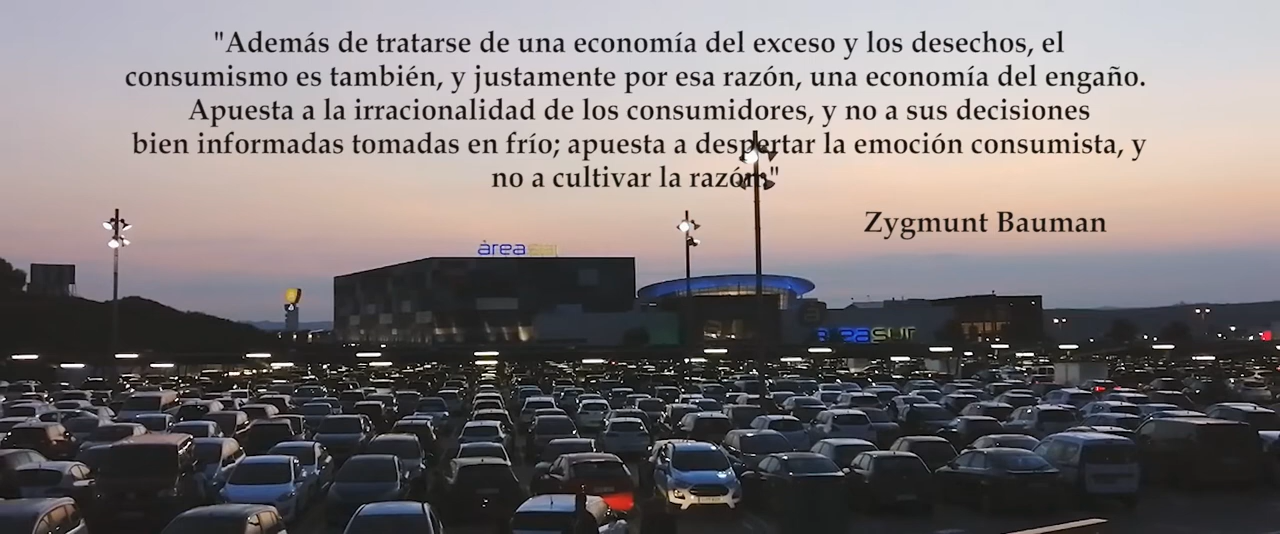 "Además de tratarse de una economía del exceso y los desechos, el
consumismo es también, y justamente por esa razón, una economía del engaño.
Apuesta a la irracionalidad de los consumidores, y no a sus decisiones
bien informadas tomadas en frío; apuesta a despertar la emoción consumista, y
no a cultivar la razón."
Zygmunt Bauman
àreasur
àreasur